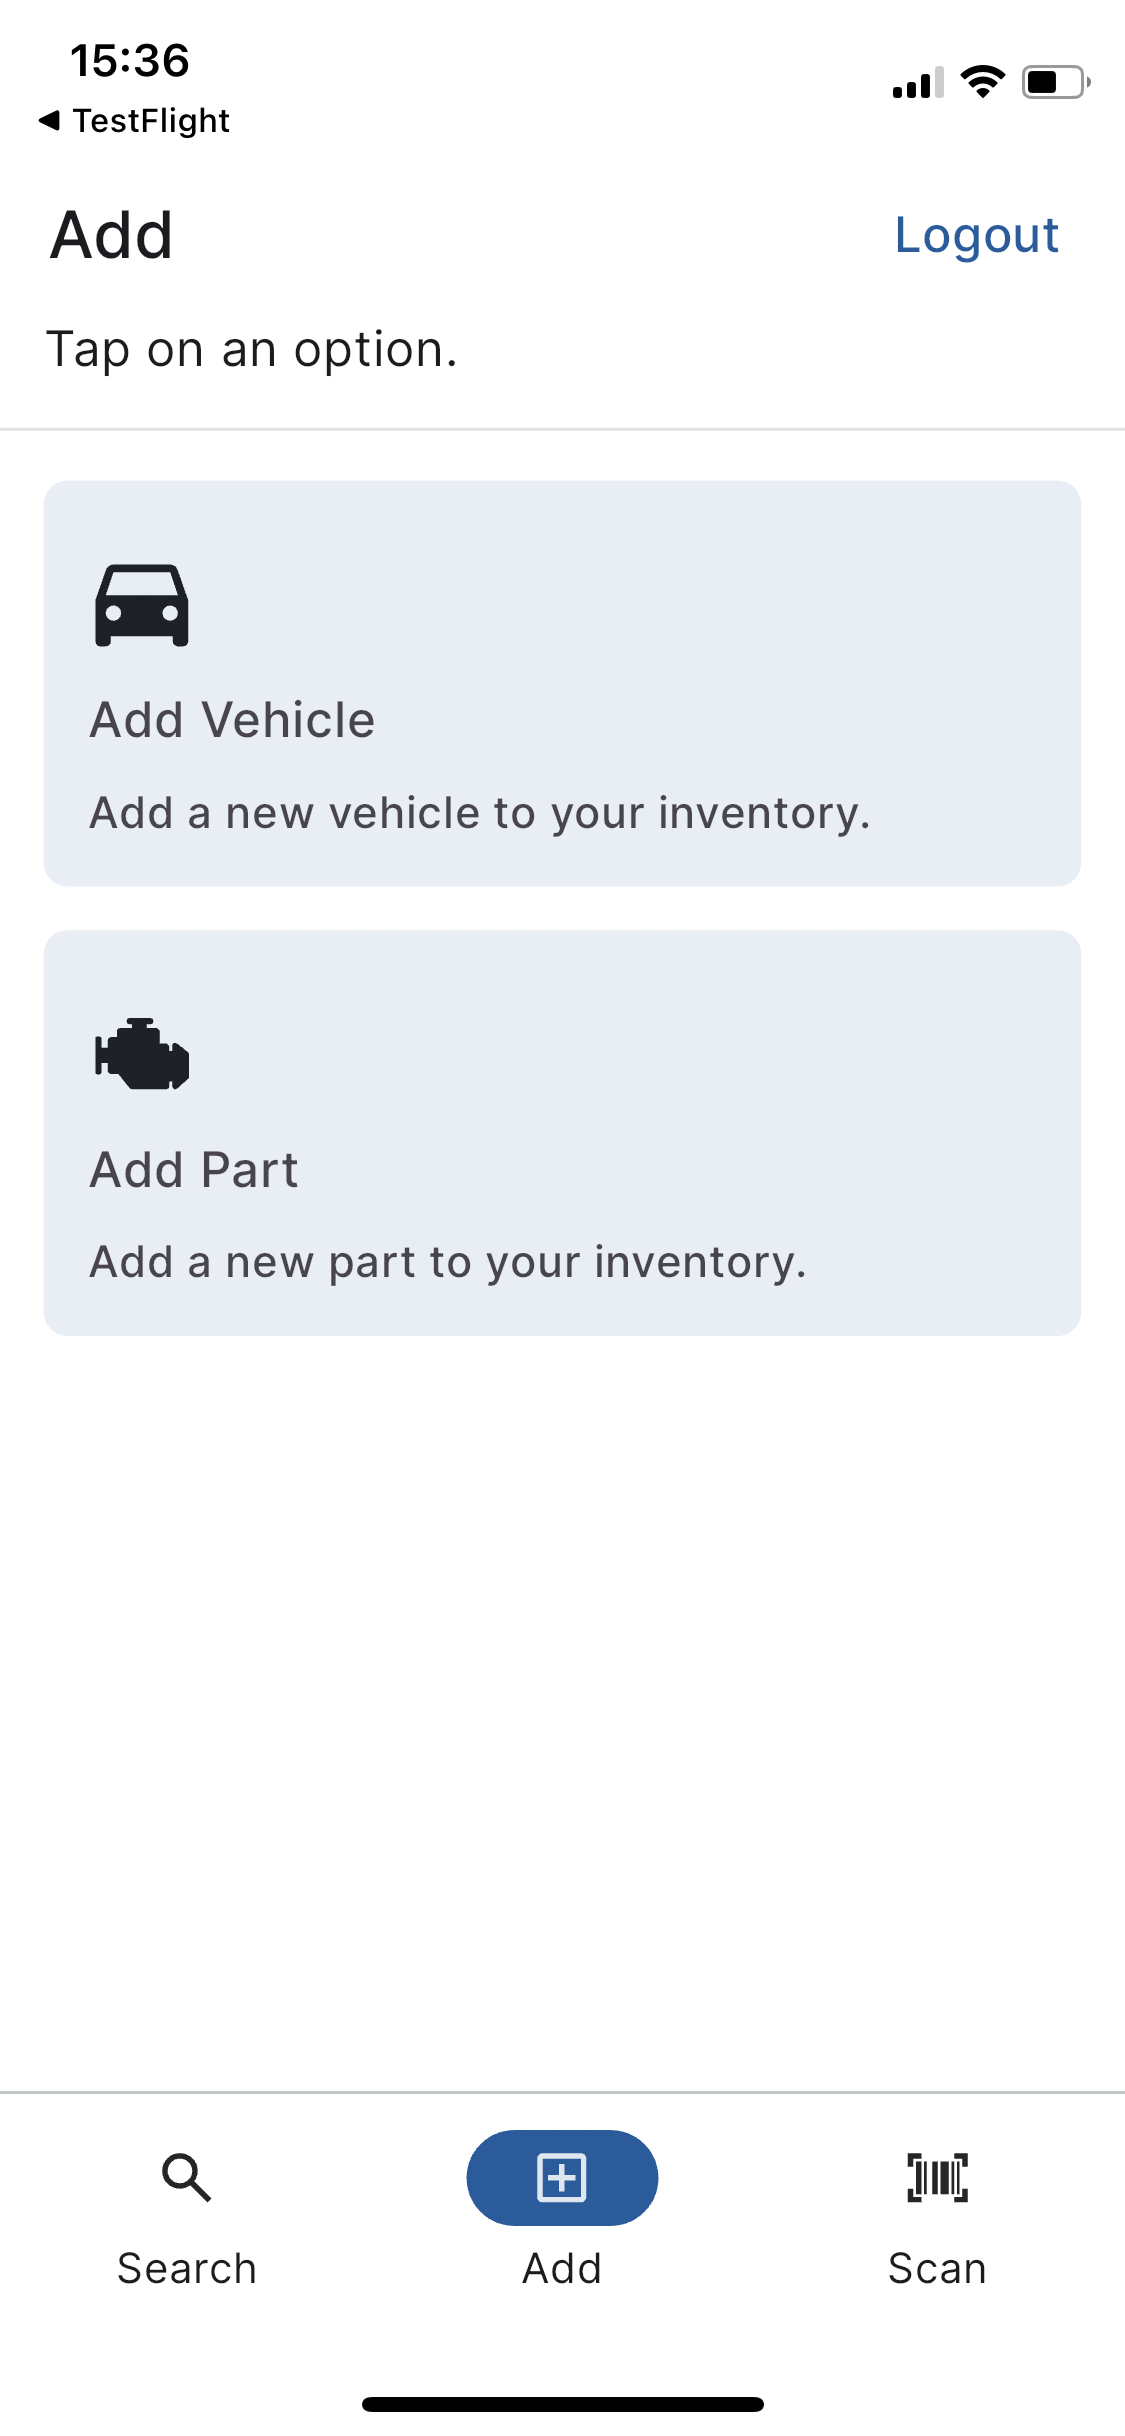 15:36
TestFlight
Add
Logout
Tap on an option.
Add Vehicle
Add a new vehicle to your inventory.
Add Part
Add a new part to your inventory.
Search
Add
Scan